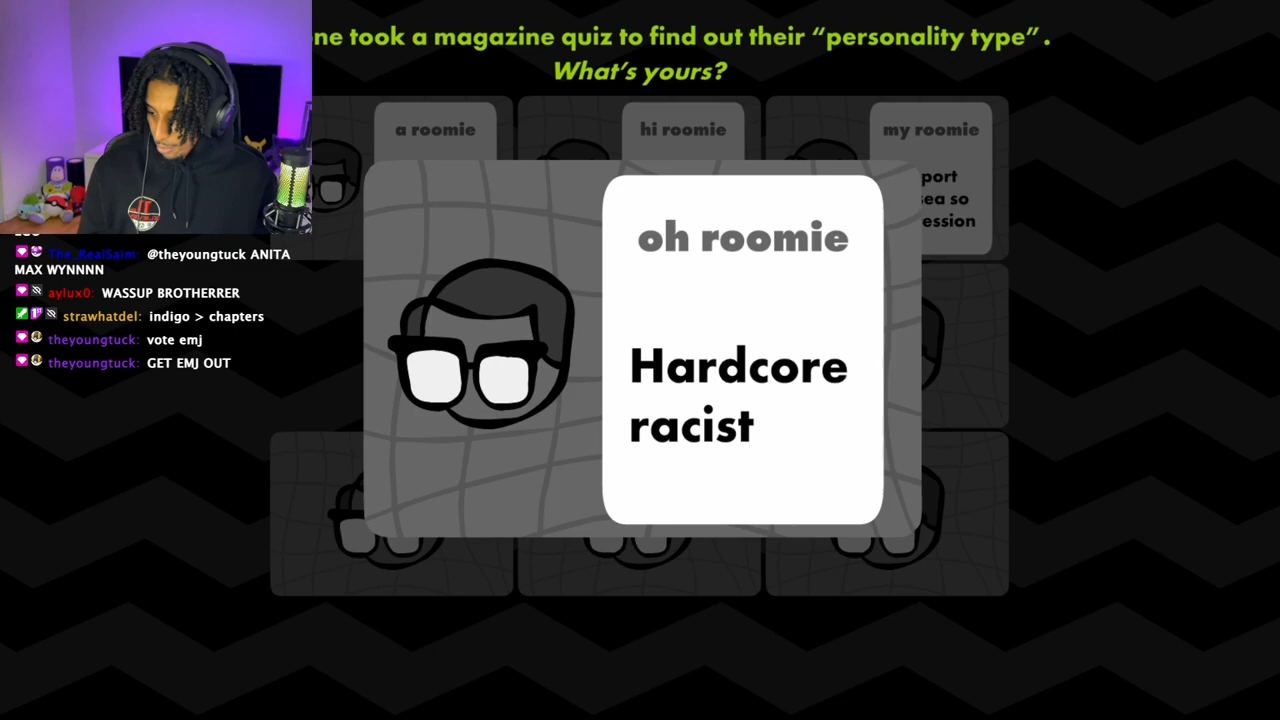 ne took a magazine quiz to find out their “personality type” .
What’s yours?
a roomie
hi roomie
my roomie
port
ea so
ession
oh roomie
Hardcore
racist
The_RealSaim: @theyoungtuck ANITA
MAX WYNNNN
aylux0: WASSUP BROTHERRER
strawhatdel: indigo > chapters
theyoungtuck: vote emj
theyoungtuck: GET EMJ OUT